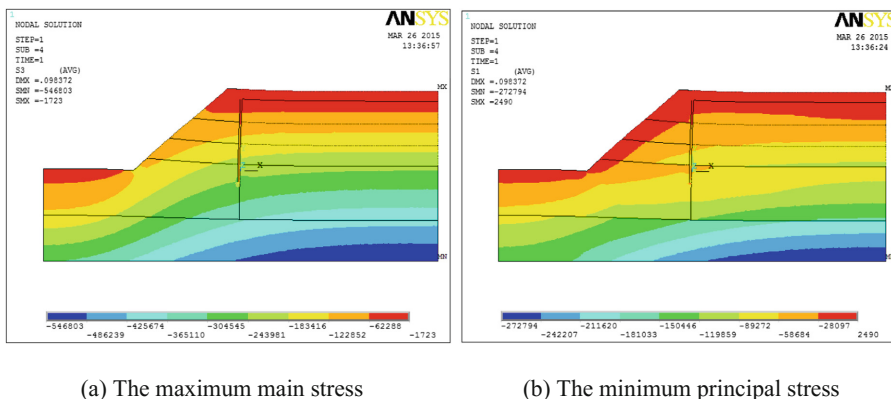 1
NODAL SOLUTION
STEP=1
SUB =4
TIME=1
S3 (AVG)
DMX =.098372
SMN =-546803
SMX =-1723
ANSYS
MAR 26 2015
13:36:57
MX
X
MN
-546803 -425674 -304545 -183416 -62288
-486239 -365110 -243981 -122852 -1723
(a) The maximum main stress
1
NODAL SOLUTION
STEP=1
SUB =4
TIME=1
S1 (AVG)
DMX =.098372
SMN =-272794
SMX =2490
ANSYS
MAR 26 2015
13:36:24
X
-272794 -211620 -150446 -89272 -28097
-242207 -181033 -119859 -58684 2490
(b) The minimum principal stress